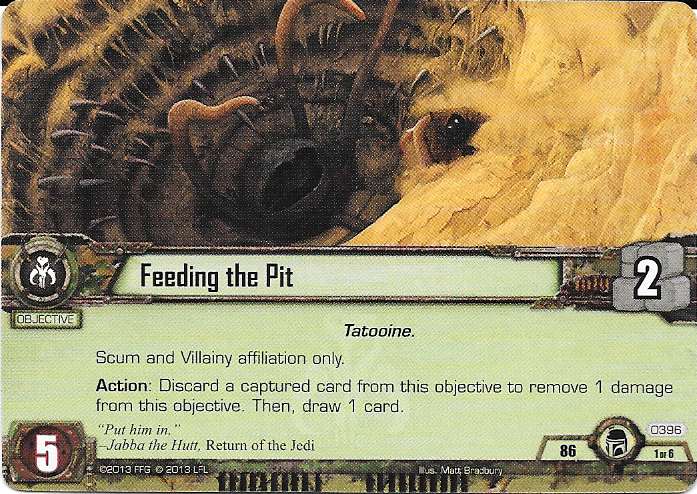 Feeding the Pit
2
OBJECTIVE
Tatooine.
Scum and Villainy affiliation only.
Action: Discard a captured card from this objective to remove 1 damage
from this objective. Then, draw 1 card.
"Put him in."
–Jabba the Hutt, Return of the Jedi
5
0396
86
1 OF 6
©2013 FFG © 2013 LFL
Illus. Matt Bradbury